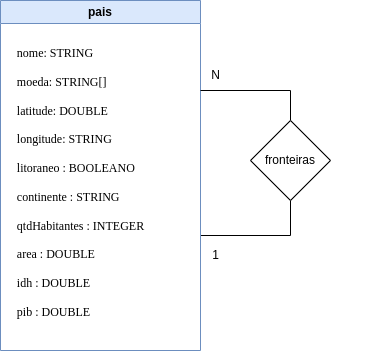 pais
nome: STRING
moeda: STRING[]
latitude: DOUBLE
longitude: STRING
litoraneo : BOOLEANO
continente : STRING
qtdHabitantes : INTEGER
area : DOUBLE
idh : DOUBLE
pib : DOUBLE
N
fronteiras
1